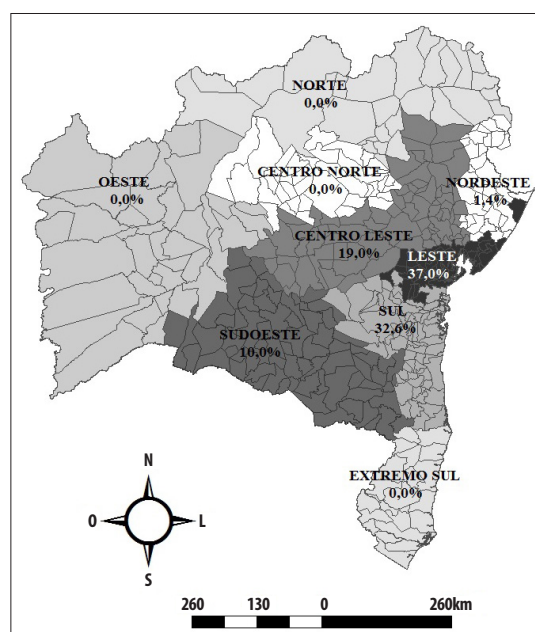 NORTE
0,0%
CENTRO NORTE
0,0%
OESTE
0,0%
NORDESTE
1,4%
CENTRO LESTE
19,0%
LESTE
37,0%
SUL
32,6%
SUDOESTE
10,0%
EXTREMO SUL
0,0%
N
O
L
S
260 130 0 260km